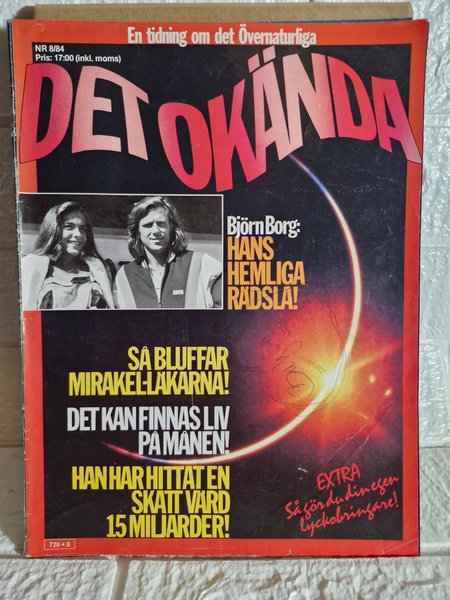 En tidning om det Övernaturliga
NR 8/84
Pris: 17:00 (inkl. moms)
DET OKÄNDA
Björn Borg:
HANS
HEMLIGA
RÄDSLA!
SÅ BLUFFAR
MIRAKEL-LÄKARNA!
DET KAN FINNAS LIV
PÅ MÅNEN!
HAN HAR HITTAT EN
SKATT VÄRD
15 MILJARDER!
EXTRA
Så gör du din egen
lyckobringare!
728 • 8